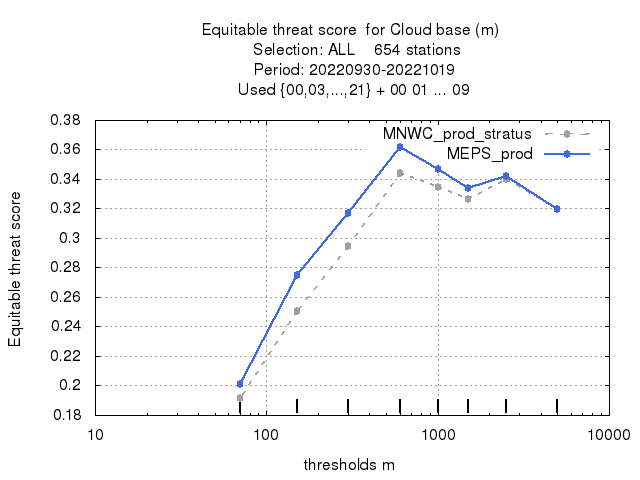 Equitable threat score  for Cloud base (m)
Selection: ALL    654 stations
Period: 20220930-20221019
Used {00,03,...,21} + 00 01 ... 09
MNWC_prod_stratus
MEPS_prod
Equitable threat score
0.38
0.36
0.34
0.32
0.3
0.28
0.26
0.24
0.22
0.2
0.18
10 100 1000 10000
thresholds m